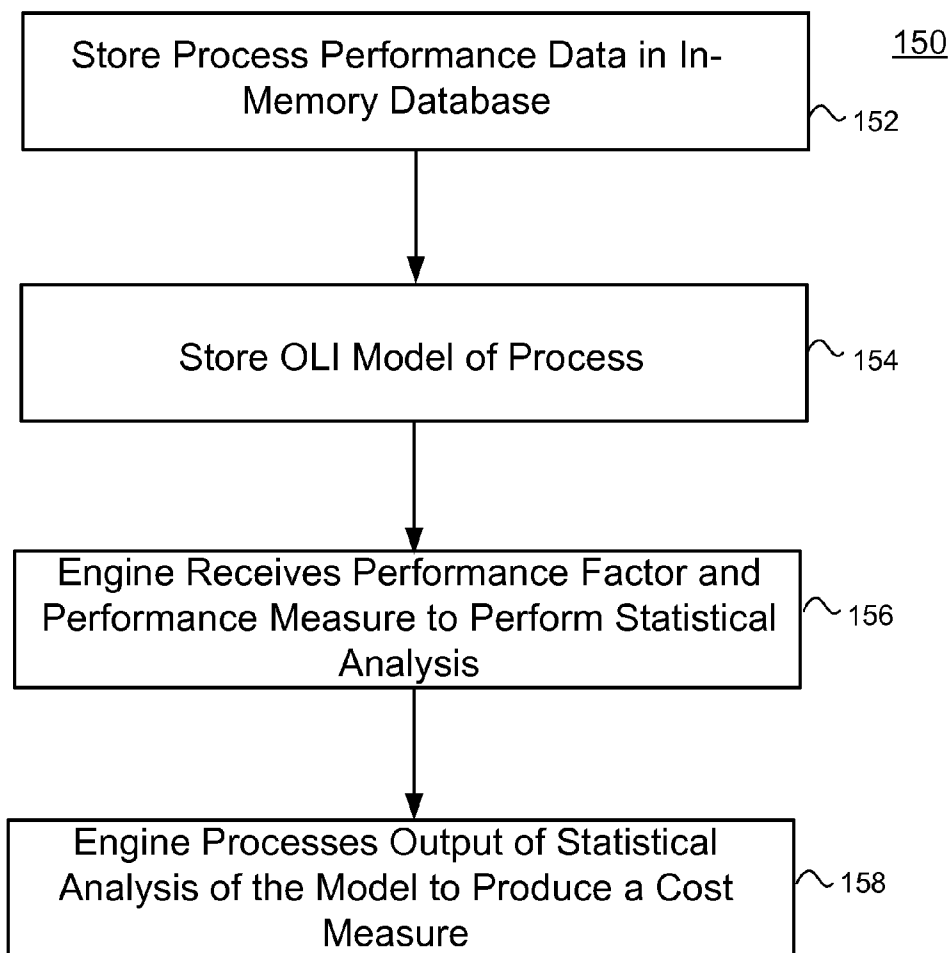 Store Process Performance Data in In-
Memory Database
150
152
Store OLI Model of Process
154
Engine Receives Performance Factor and
Performance Measure to Perform Statistical
Analysis
156
Engine Processes Output of Statistical
Analysis of the Model to Produce a Cost
Measure
158